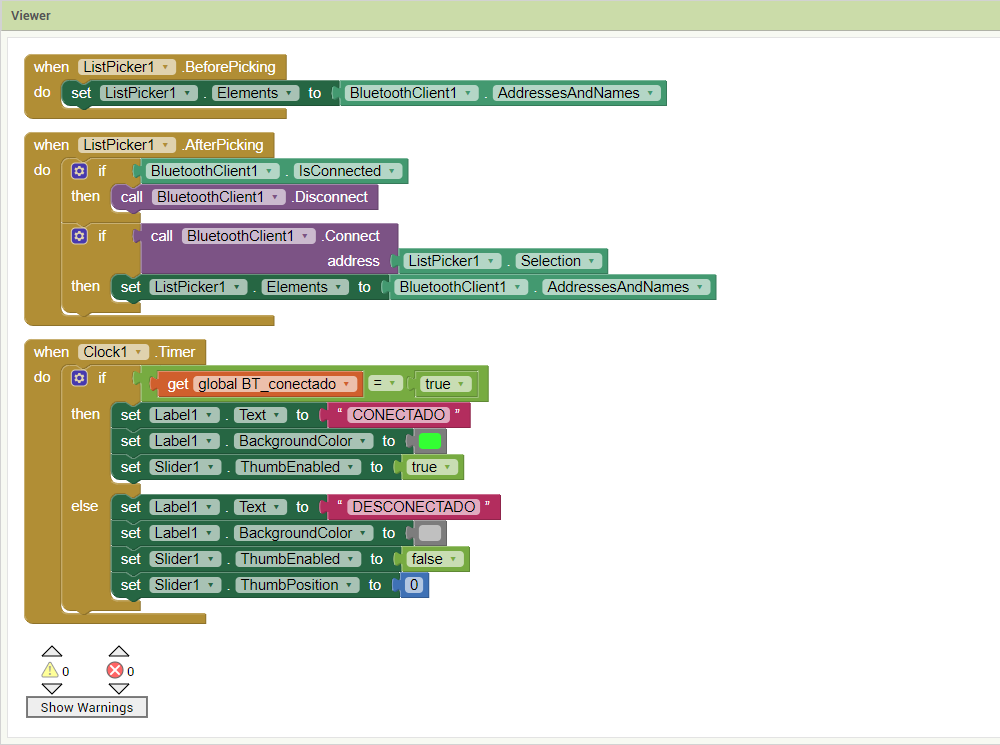 Viewer
when ListPicker1 .BeforePicking
do set ListPicker1 . Elements to BluetoothClient1 . AddressesAndNames
when ListPicker1 .AfterPicking
do if BluetoothClient1 . IsConnected
then call BluetoothClient1 .Disconnect
if call BluetoothClient1 .Connect
address ListPicker1 . Selection
then set ListPicker1 . Elements to BluetoothClient1 . AddressesAndNames
when Clock1 .Timer
do if get global BT_conectado = true
then set Label1 . Text to “ CONECTADO ”
set Label1 . BackgroundColor to
set Slider1 . ThumbEnabled to true
else set Label1 . Text to “ DESCONECTADO ”
set Label1 . BackgroundColor to
set Slider1 . ThumbEnabled to false
set Slider1 . ThumbPosition to 0
0 0
Show Warnings